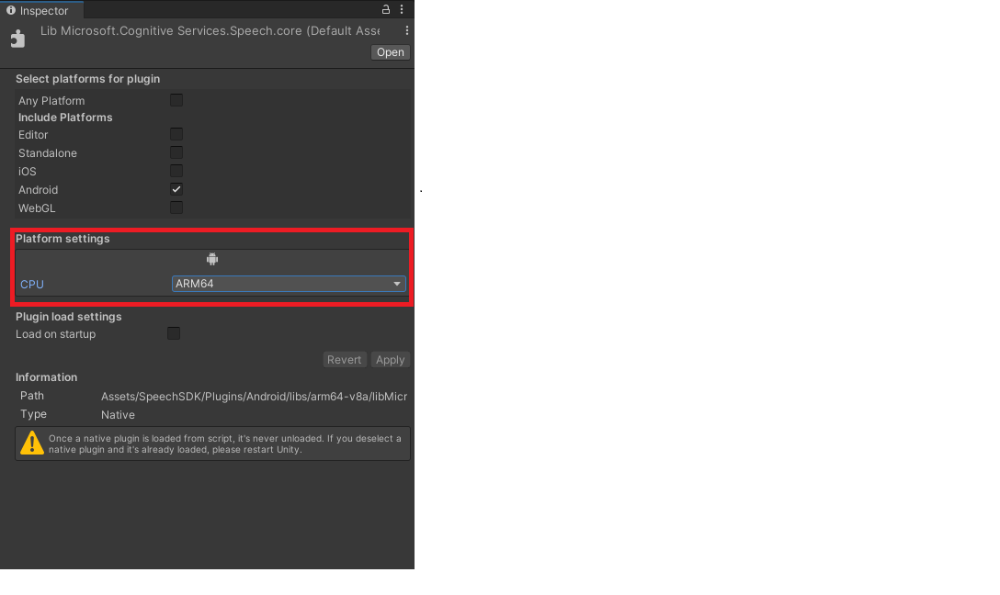 Inspector
Lib Microsoft.Cognitive Services.Speech.core (Default Asse
Open
Select platforms for plugin
Any Platform
Include Platforms
Editor
Standalone
iOS
Android
.
WebGL
Platform settings
CPU ARM64
Plugin load settings
Load on startup
Revert Apply
Information
Path Assets/SpeechSDK/Plugins/Android/libs/arm64-v8a/libMicr
Type Native
Once a native plugin is loaded from script, it's never unloaded. If you deselect a
native plugin and it's already loaded, please restart Unity.